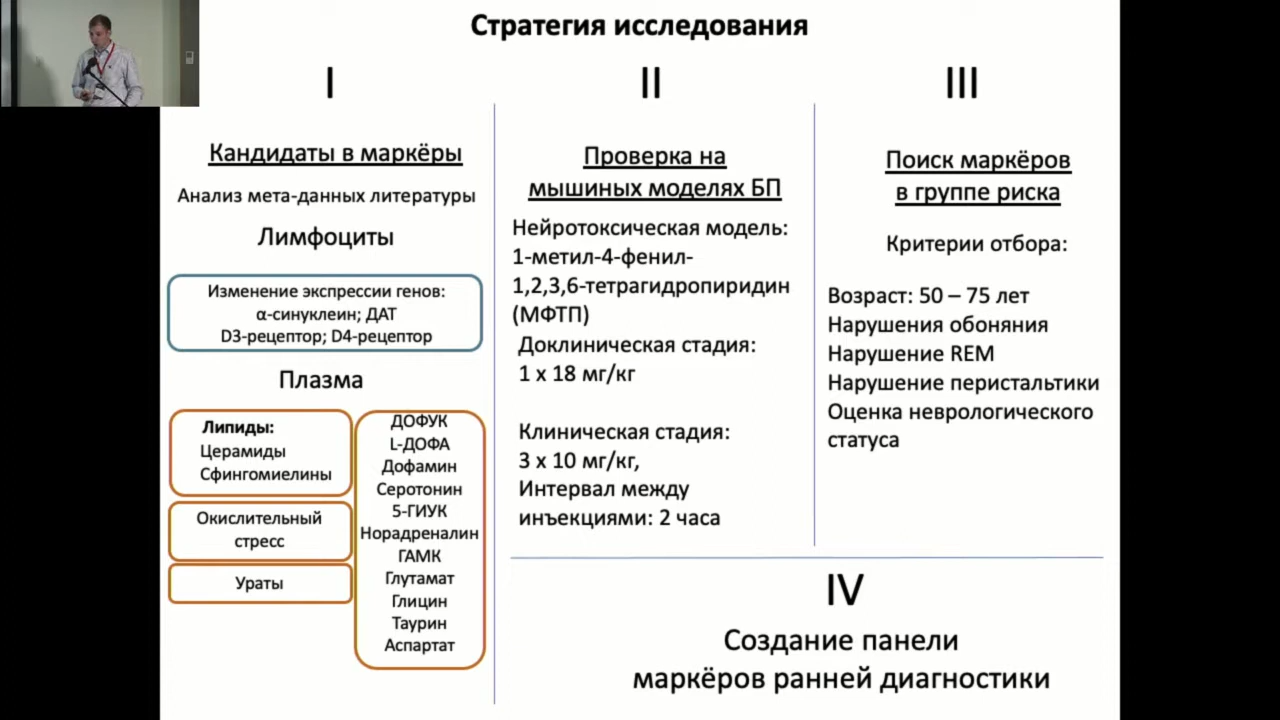 Стратегия исследования
I
Кандидаты в маркёры
Анализ мета-данных литературы
Лимфоциты
Изменение экспрессии генов:
α-синуклеин; ДАТ
D3-рецептор; D4-рецептор
Плазма
Липиды:
Церамиды
Сфингомиелины
Окислительный
стресс
Ураты
ДОФУК
L-ДОФА
Дофамин
Серотонин
5-ГИУК
Норадреналин
ГАМК
Глутамат
Глицин
Таурин
Аспартат
II
Проверка на
мышиных моделях БП
Нейротоксическая модель:
1-метил-4-фенил-
1,2,3,6-тетрагидропиридин
(МФТП)
Доклиническая стадия:
1 x 18 мг/кг
Клиническая стадия:
3 x 10 мг/кг,
Интервал между
инъекциями: 2 часа
III
Поиск маркёров
в группе риска
Критерии отбора:
Возраст: 50 – 75 лет
Нарушения обоняния
Нарушение REM
Нарушение перистальтики
Оценка неврологического
статуса
IV
Создание панели
маркёров ранней диагностики